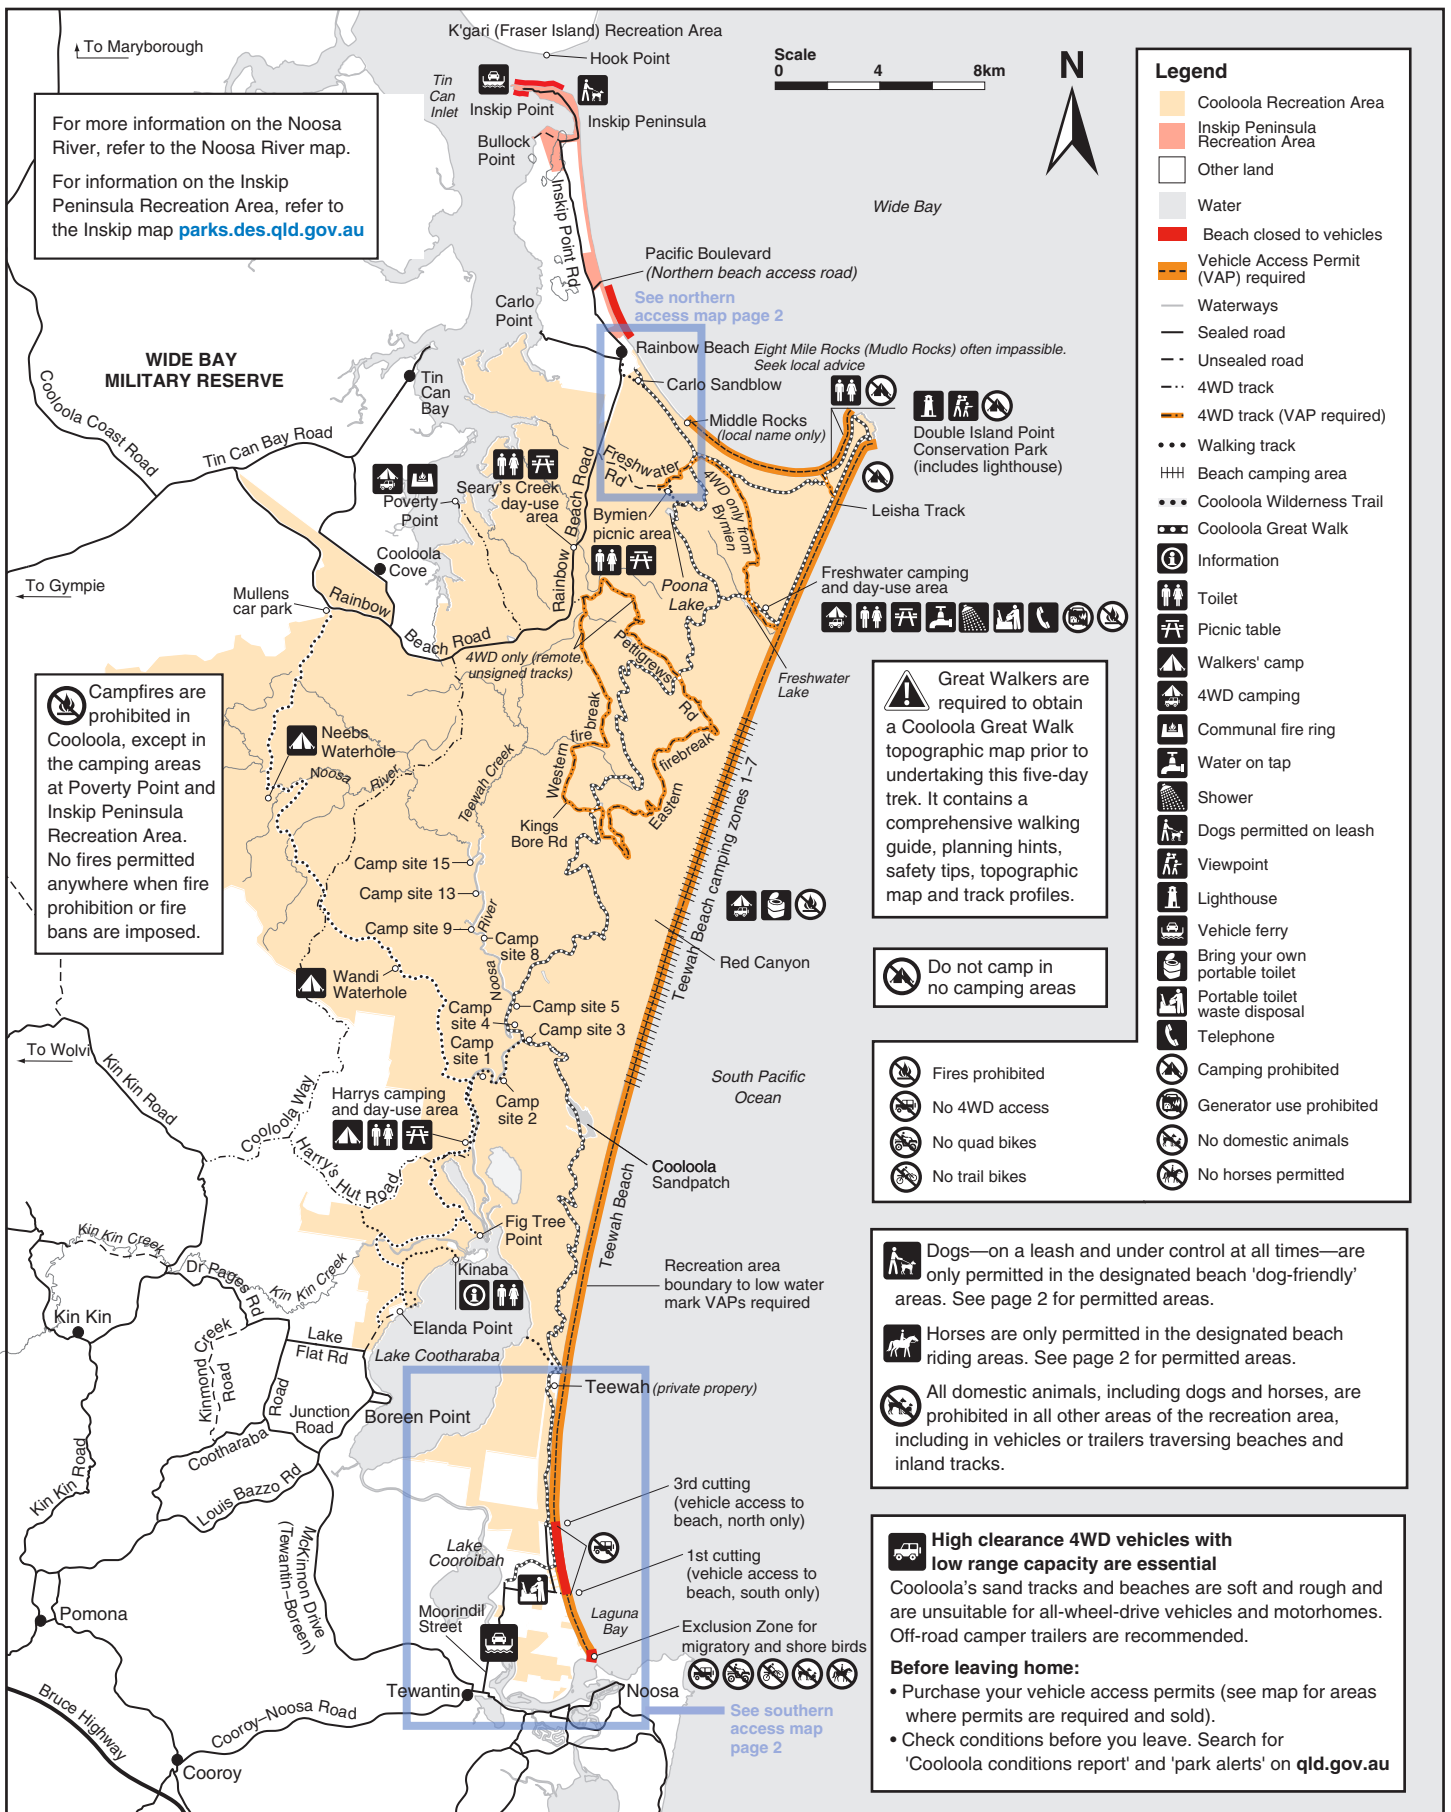 K'gari (Fraser Island) Recreation Area
To Maryborough
Hook Point
Scale
0 4 8km
N
Tin
Can
Inlet
Inskip Point
Inskip Peninsula
Bullock
Point
Inskip Point Rd
Wide Bay
For more information on the Noosa
River, refer to the Noosa River map.
For information on the Inskip
Peninsula Recreation Area, refer to
the Inskip map parks.des.qld.gov.au
Pacific Boulevard
(Northern beach access road)
See northern
access map page 2
Carlo
Point
Rainbow Beach
Eight Mile Rocks (Mudlo Rocks) often impassible.
Seek local advice
WIDE BAY
MILITARY RESERVE
Tin
Can
Bay
Carlo Sandblow
Cooloola Coast Road
Tin Can Bay Road
Middle Rocks
(local name only)
Double Island Point
Conservation Park
(includes lighthouse)
Freshwater
Rd
4WD only from
Bymien
Leisha Track
Seary's Creek
day-use
area
Poverty
Point
Rainbow Beach Road
Bymien
picnic area
Cooloola
Cove
To Gympie
Mullens
car park
Rainbow
Beach Road
Poona
Lake
Freshwater camping
and day-use area
4WD only (remote,
unsigned tracks)
Pettigrews
Rd
Freshwater
Lake
Campfires are
prohibited in
Cooloola, except in
the camping areas
at Poverty Point and
Inskip Peninsula
Recreation Area.
No fires permitted
anywhere when fire
prohibition or fire
bans are imposed.
Neebs
Waterhole
Noosa
River
Teewah Creek
Western
firebreak
firebreak
Eastern
Kings
Bore Rd
Great Walkers are
required to obtain
a Cooloola Great Walk
topographic map prior to
undertaking this five-day
trek. It contains a
comprehensive walking
guide, planning hints,
safety tips, topographic
map and track profiles.
Camp site 15
Camp site 13
Camp site 9
River
Camp
site 8
Noosa
Teewah Beach camping zones 1–7
Red Canyon
Wandi
Waterhole
Camp site 5
Camp
site 4
Camp site 3
Camp
site 1
Camp
site 2
Do not camp in
no camping areas
To Wolvi
Kin Kin Road
Cooloola Way
Harrys camping
and day-use area
Harry's Hut Road
South Pacific
Ocean
Cooloola
Sandpatch
Teewah Beach
Fig Tree
Point
Kin Kin Creek
Dr Pages Rd
Kin Kin Creek
Kinaba
Recreation area
boundary to low water
mark VAPs required
Kin Kin
Elanda Point
Lake
Flat Rd
Lake Cootharaba
Kinmond Creek
Road
Road
Junction
Road
Boreen Point
Teewah (private propery)
Cootharaba
Kin Kin Road
Louis Bazzo Rd
McKinnon Drive
(Tewantin–Boreen)
3rd cutting
(vehicle access to
beach, north only)
Lake
Cooroibah
1st cutting
(vehicle access to
beach, south only)
Pomona
Moorindil
Street
Laguna
Bay
Exclusion Zone for
migratory and shore birds
Tewantin
Noosa
Bruce Highway
Cooroy–Noosa Road
See southern
access map
page 2
Cooroy
Legend
Cooloola Recreation Area
Inskip Peninsula
Recreation Area
Other land
Water
Beach closed to vehicles
Vehicle Access Permit
(VAP) required
Waterways
Sealed road
Unsealed road
4WD track
4WD track (VAP required)
Walking track
Beach camping area
Cooloola Wilderness Trail
Cooloola Great Walk
Information
Toilet
Picnic table
Walkers' camp
4WD camping
Communal fire ring
Water on tap
Shower
Dogs permitted on leash
Viewpoint
Lighthouse
Vehicle ferry
Bring your own
portable toilet
Portable toilet
waste disposal
Telephone
Camping prohibited
Generator use prohibited
No domestic animals
No horses permitted
Fires prohibited
No 4WD access
No quad bikes
No trail bikes
Dogs—on a leash and under control at all times—are
only permitted in the designated beach 'dog-friendly'
areas. See page 2 for permitted areas.
Horses are only permitted in the designated beach
riding areas. See page 2 for permitted areas.
All domestic animals, including dogs and horses, are
prohibited in all other areas of the recreation area,
including in vehicles or trailers traversing beaches and
inland tracks.
High clearance 4WD vehicles with
low range capacity are essential
Cooloola's sand tracks and beaches are soft and rough and
are unsuitable for all-wheel-drive vehicles and motorhomes.
Off-road camper trailers are recommended.
Before leaving home:
• Purchase your vehicle access permits (see map for areas
where permits are required and sold).
• Check conditions before you leave. Search for
'Cooloola conditions report' and 'park alerts' on qld.gov.au